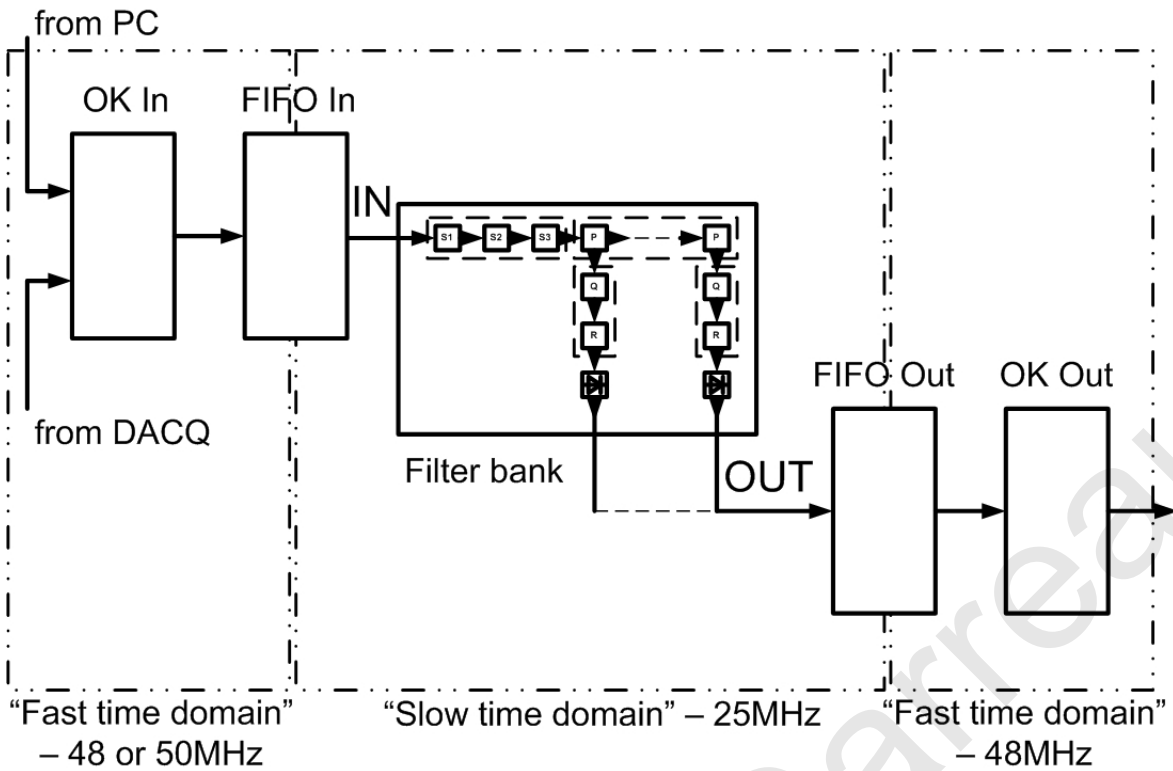 from PC
OK In
FIFO In
IN
S1 S2 S3 P P
Q Q
R R
from DACQ
Filter bank
OUT
FIFO Out
OK Out
“Fast time domain”
– 48 or 50MHz
“Slow time domain” – 25MHz
“Fast time domain”
– 48MHz